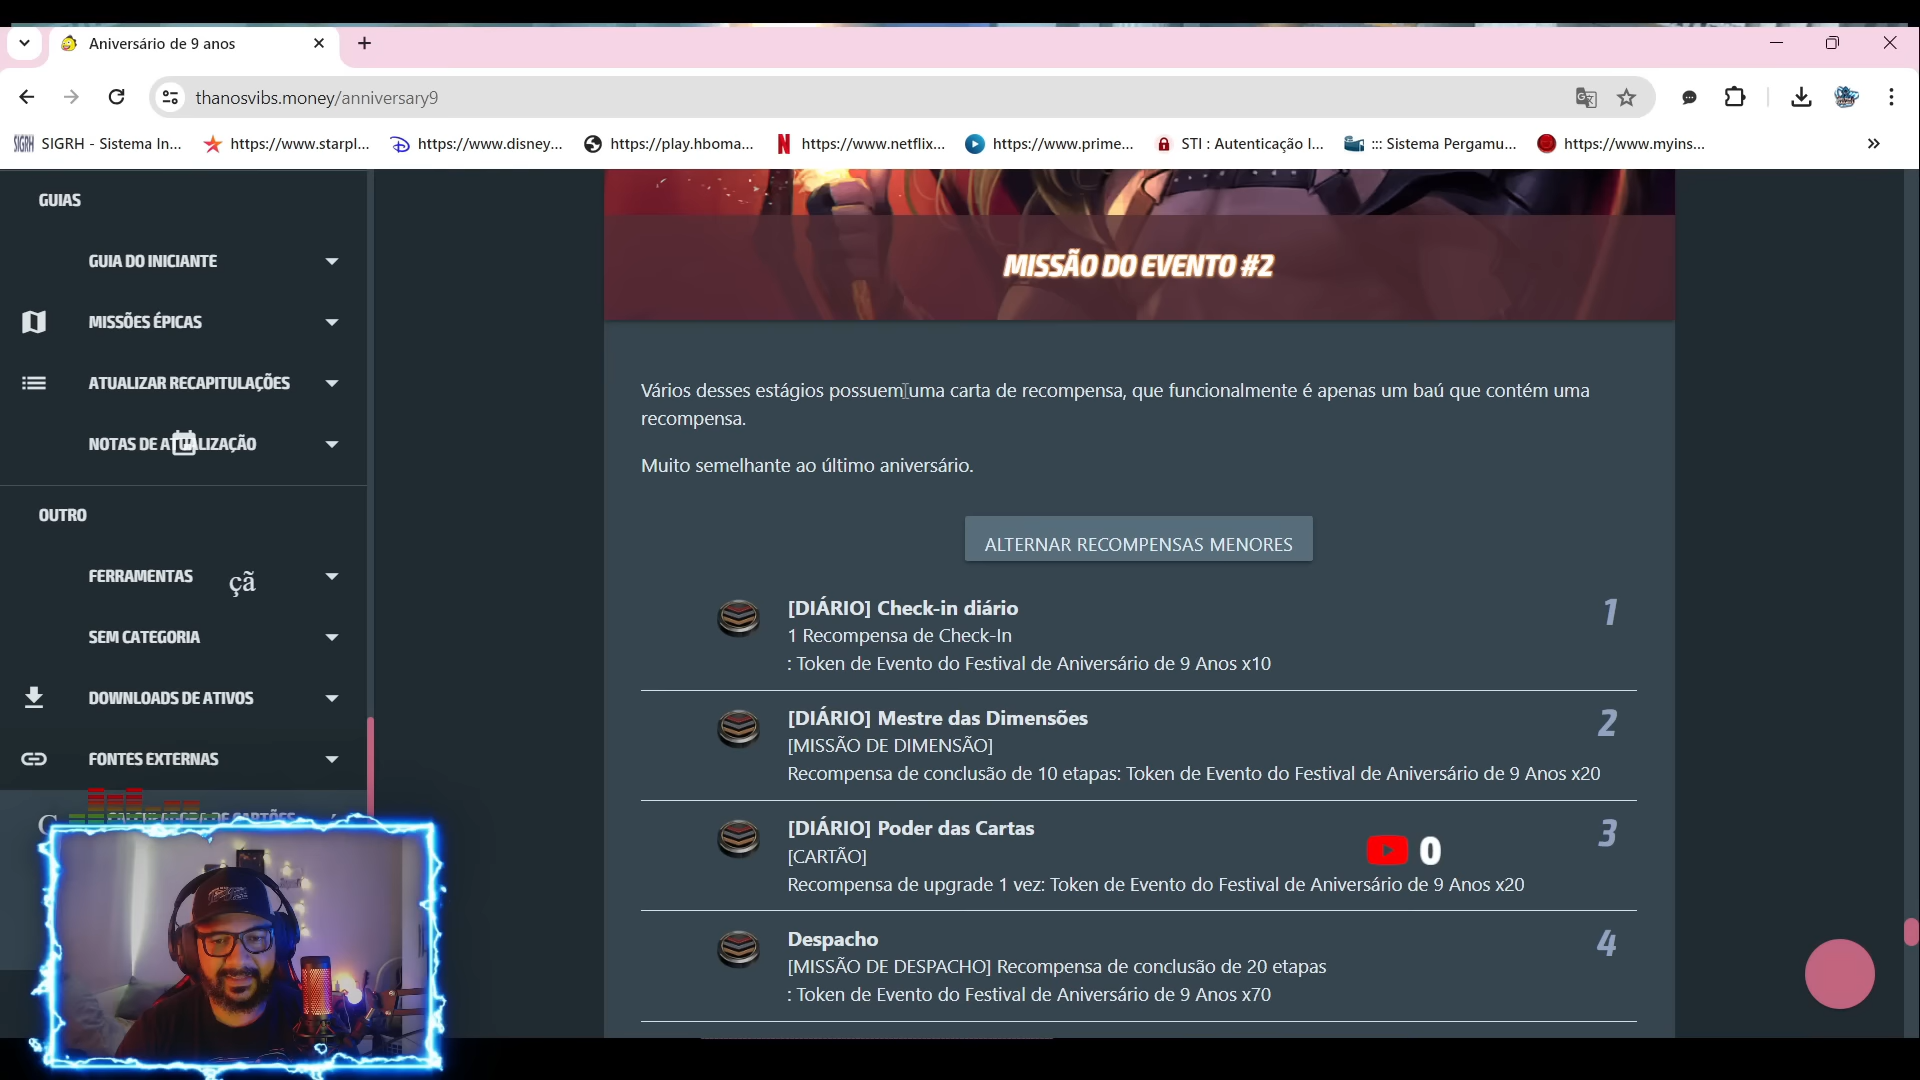 Aniversário de 9 anos
thanosvibs.money/anniversary9
SIGRH - Sistema In...
https://www.starpl...
https://www.disney...
https://play.hboma...
https://www.netflix...
https://www.prime...
STI : Autenticação I...
::: Sistema Pergamu...
https://www.myins...
GUIAS
GUIA DO INICIANTE
MISSÕES ÉPICAS
ATUALIZAR RECAPITULAÇÕES
NOTAS DE ATUALIZAÇÃO
OUTRO
FERRAMENTAS
çã
SEM CATEGORIA
DOWNLOADS DE ATIVOS
FONTES EXTERNAS
MISSÃO DO EVENTO #2
Vários desses estágios possuem uma carta de recompensa, que funcionalmente é apenas um baú que contém uma
recompensa.
Muito semelhante ao último aniversário.
ALTERNAR RECOMPENSAS MENORES
[DIÁRIO] Check-in diário
1
1 Recompensa de Check-In
: Token de Evento do Festival de Aniversário de 9 Anos x10
[DIÁRIO] Mestre das Dimensões
2
[MISSÃO DE DIMENSÃO]
Recompensa de conclusão de 10 etapas: Token de Evento do Festival de Aniversário de 9 Anos x20
[DIÁRIO] Poder das Cartas
3
[CARTÃO]
0
Recompensa de upgrade 1 vez: Token de Evento do Festival de Aniversário de 9 Anos x20
Despacho
4
[MISSÃO DE DESPACHO] Recompensa de conclusão de 20 etapas
: Token de Evento do Festival de Aniversário de 9 Anos x70